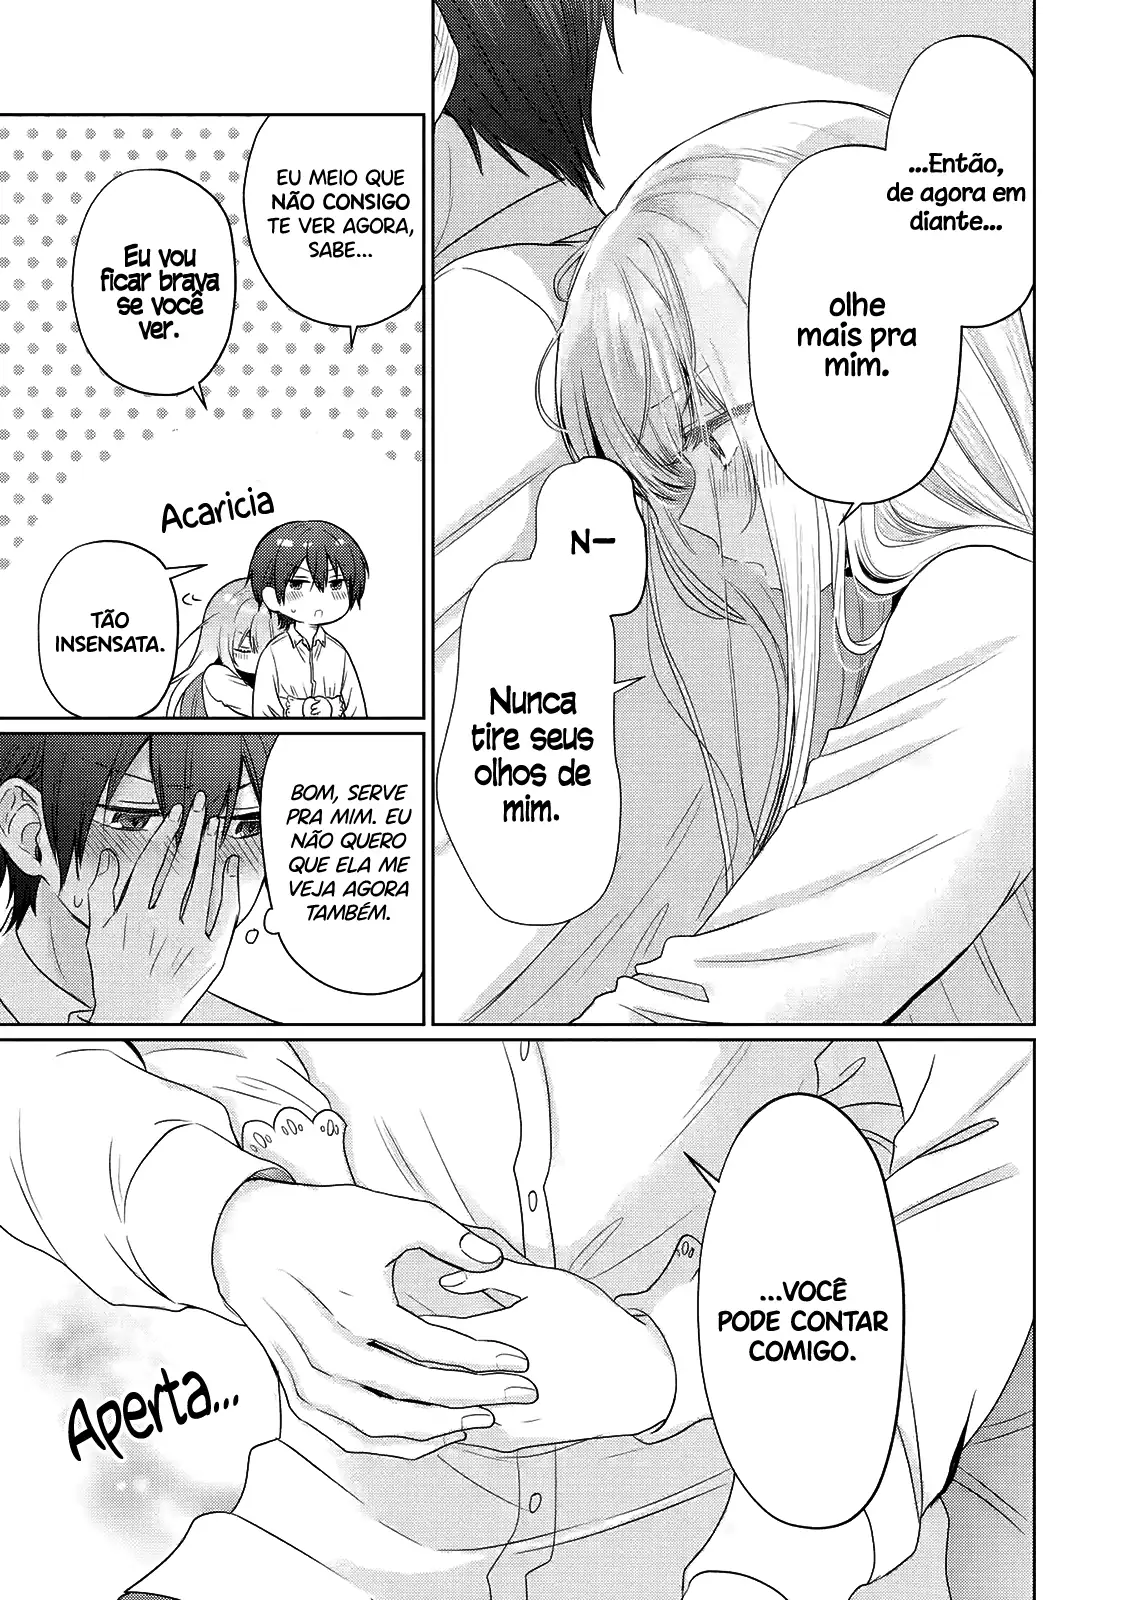 ...Então,
de agora em
diante...
olhe
mais pra
mim.
N—
Nunca
tire seus
olhos de
mim.
EU MEIO QUE
NÃO CONSIGO
TE VER AGORA,
SABE...
Eu vou
ficar brava
se você
ver.
Acaricia
TÃO
INSENSATA.
BOM, SERVE
PRA MIM. EU
NÃO QUERO
QUE ELA ME
VEJA AGORA
TAMBÉM.
...VOCÊ
PODE CONTAR
COMIGO.
Aperta...